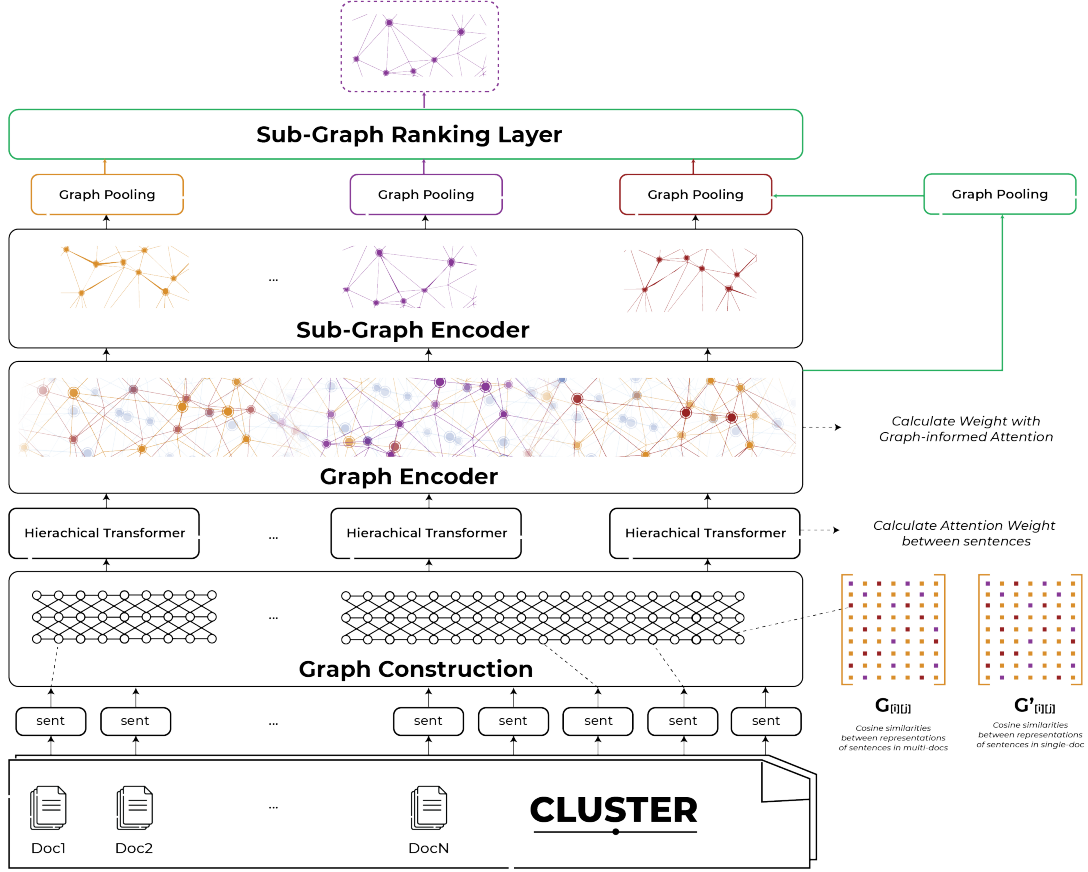 Sub-Graph Ranking Layer
Graph Pooling
Graph Pooling
Graph Pooling
Graph Pooling
...
Sub-Graph Encoder
Calculate Weight with
Graph-informed Attention
Graph Encoder
Hierachical Transformer
...
Hierachical Transformer
Hierachical Transformer
Calculate Attention Weight
between sentences
...
Graph Construction
G[i][j]
Cosine similarities
between representations
of sentences in multi-docs
G’[i][j]
Cosine similarities
between representations
of sentences in single-doc
sent
sent
...
sent
sent
sent
sent
sent
...
CLUSTER
Doc1
Doc2
DocN